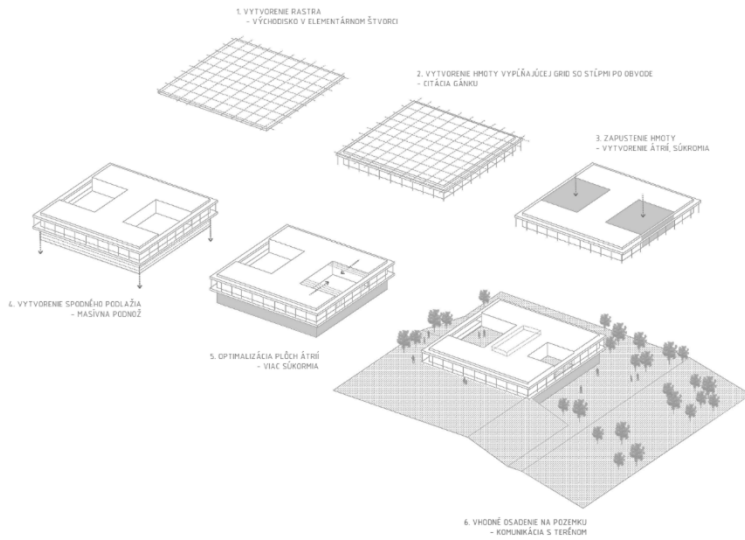 1. VYTVORENIE RASTRA
- VÝCHODISKO V ELEMENTÁRNOM ŠTVORCI
2. VYTVORENIE HMOTY VYPĹŇAJÚCEJ GRID SO STĹPMI PO OBVODE
- CITÁCIA GÁNKU
3. ZAPUSTENIE HMOTY
- VYTVORENIE ÁTRIÍ, SÚKROMIA
4. VYTVORENIE SPODNÉHO PODLAŽIA
- MASÍVNA PODNOŽ
5. OPTIMALIZÁCIA PLÔCH ÁTRIÍ
- VIAC SÚKORMIA
6. VHODNÉ OSADENIE NA POZEMKU
- KOMUNIKÁCIA S TERÉNOM